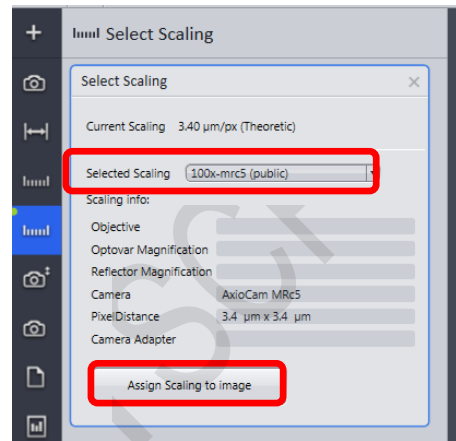 Select Scaling
Select Scaling
Current Scaling 3.40 µm/px (Theoretic)
Selected Scaling 100x-mrc5 (public)
Scaling info:
Objective
Optovar Magnification
Reflector Magnification
Camera AxioCam MRc5
PixelDistance 3.4 µm x 3.4 µm
Camera Adapter
Assign Scaling to image